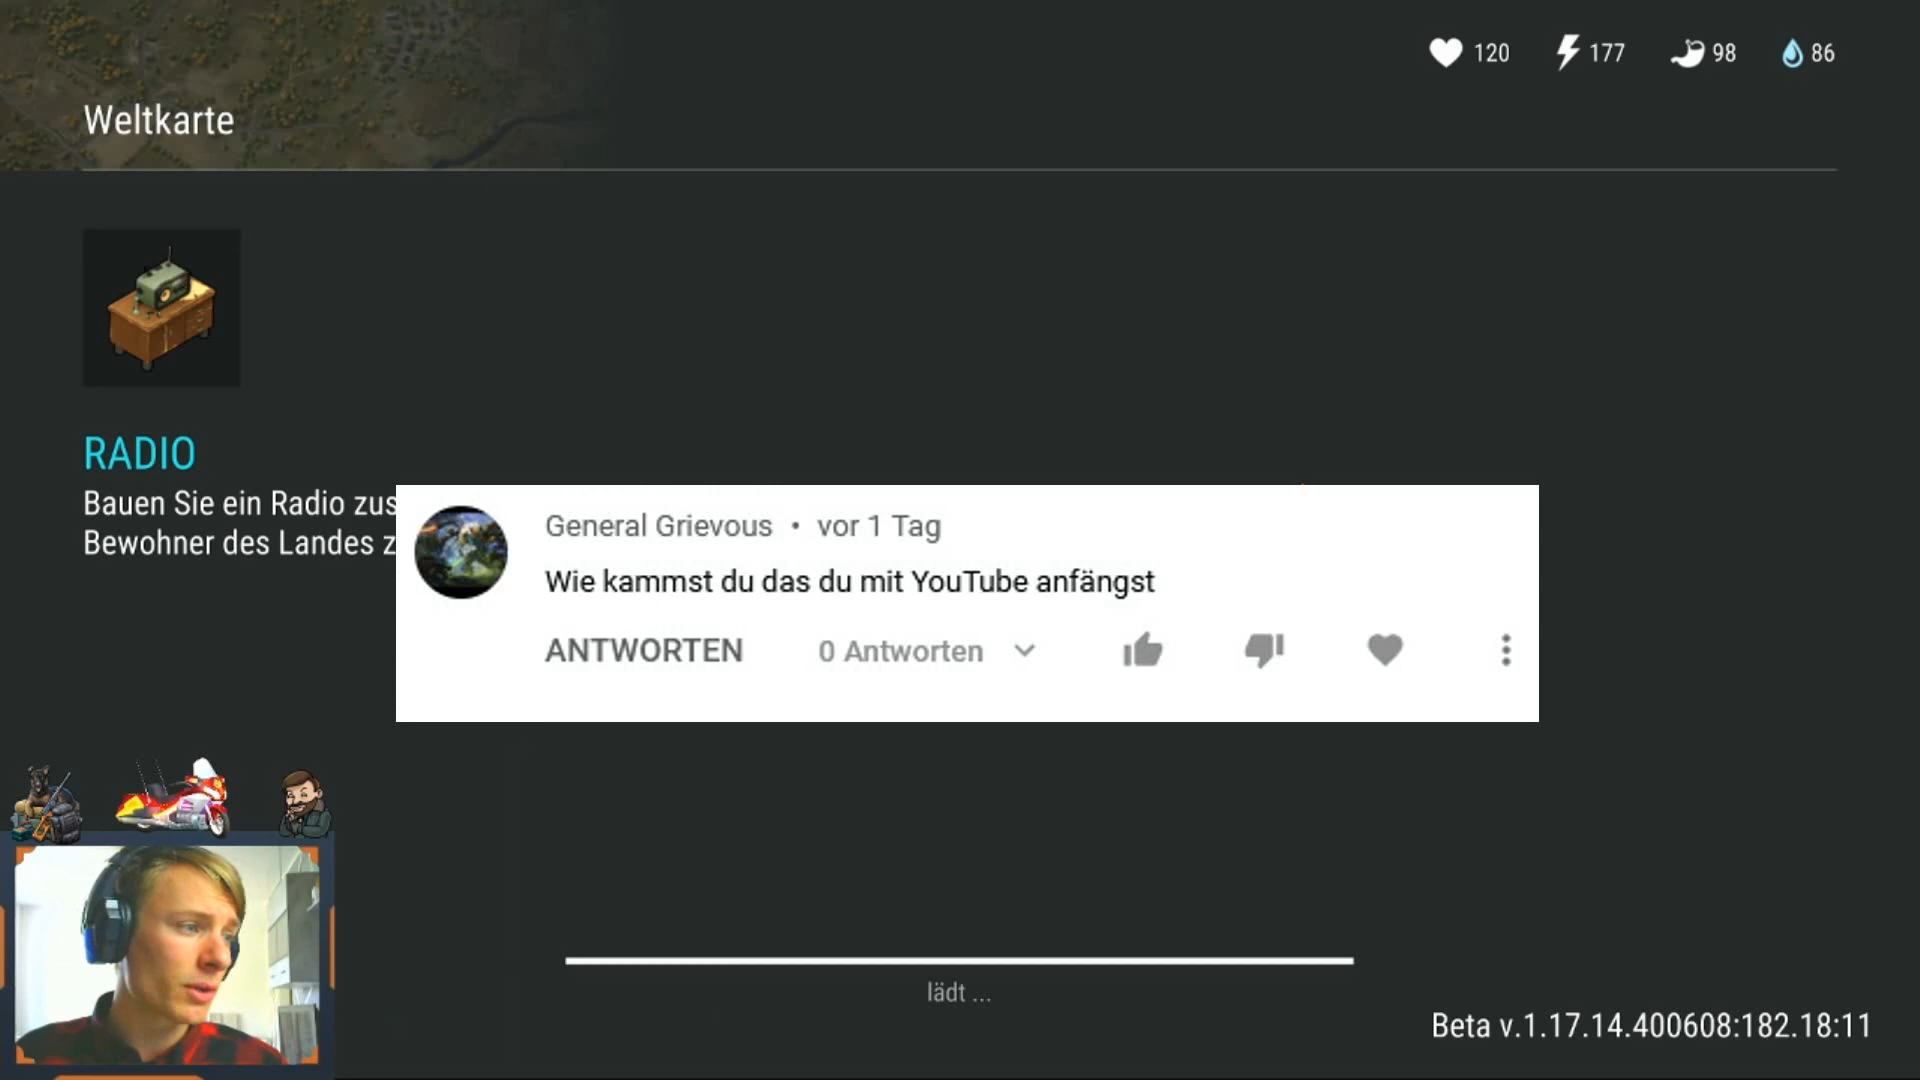 120 177 98 86
Weltkarte
RADIO
Bauen Sie ein Radio zus
Bewohner des Landes z
General Grievous • vor 1 Tag
Wie kammst du das du mit YouTube anfängst
ANTWORTEN 0 Antworten
lädt ...
Beta v.1.17.14.400608:182.18:11